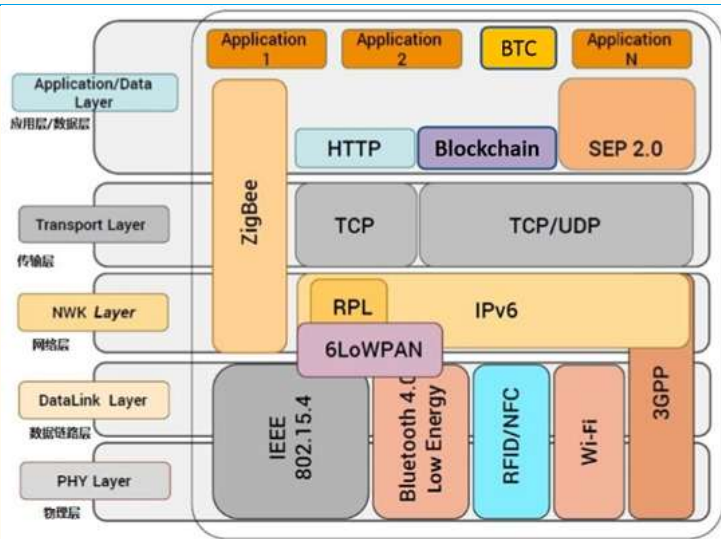 Application
1
Application
2
BTC
Application
N
Application/Data
Layer
应用层/数据层
HTTP
Blockchain
SEP 2.0
ZigBee
Transport Layer
传输层
TCP
TCP/UDP
NWK Layer
网络层
RPL
IPv6
6LoWPAN
DataLink Layer
数据链路层
IEEE
802.15.4
Bluetooth 4.0
Low Energy
RFID/NFC
Wi-Fi
3GPP
PHY Layer
物理层